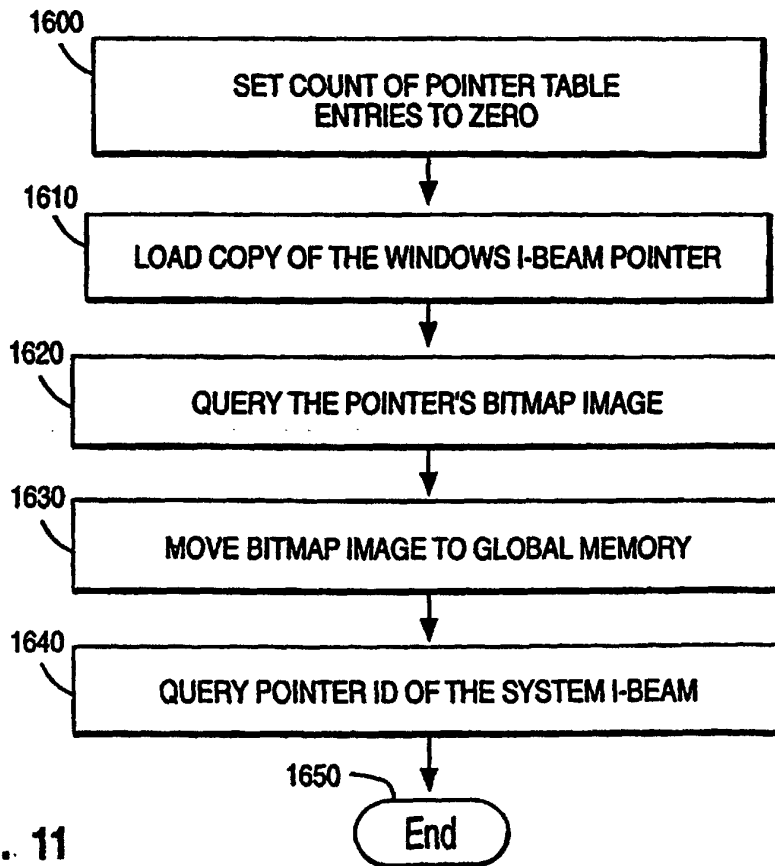 1600
SET COUNT OF POINTER TABLE
ENTRIES TO ZERO
1610
LOAD COPY OF THE WINDOWS I-BEAM POINTER
1620
QUERY THE POINTER'S BITMAP IMAGE
1630
MOVE BITMAP IMAGE TO GLOBAL MEMORY
1640
QUERY POINTER ID OF THE SYSTEM I-BEAM
1650
End
. 11